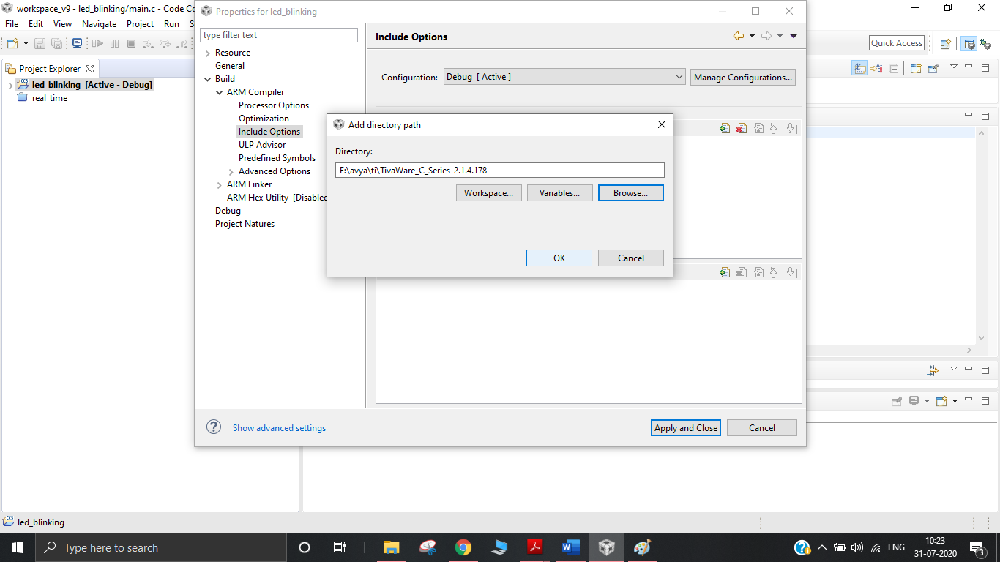 workspace_v9 - led_blinking/main.c - Code Co
File Edit View Navigate Project Run S
Quick Access
Project Explorer
led_blinking [Active - Debug]
real_time
Properties for led_blinking
type filter text
Resource
General
Build
ARM Compiler
Processor Options
Optimization
Include Options
ULP Advisor
Predefined Symbols
Advanced Options
ARM Linker
ARM Hex Utility [Disabled
Debug
Project Natures
Include Options
Configuration:
Debug [ Active ]
Manage Configurations...
Add directory path
Directory:
E:\avya\ti\TivaWare_C_Series-2.1.4.178
Workspace...
Variables...
Browse...
OK
Cancel
Show advanced settings
Apply and Close
Cancel
led_blinking
Type here to search
ENG
10:23
31-07-2020
3